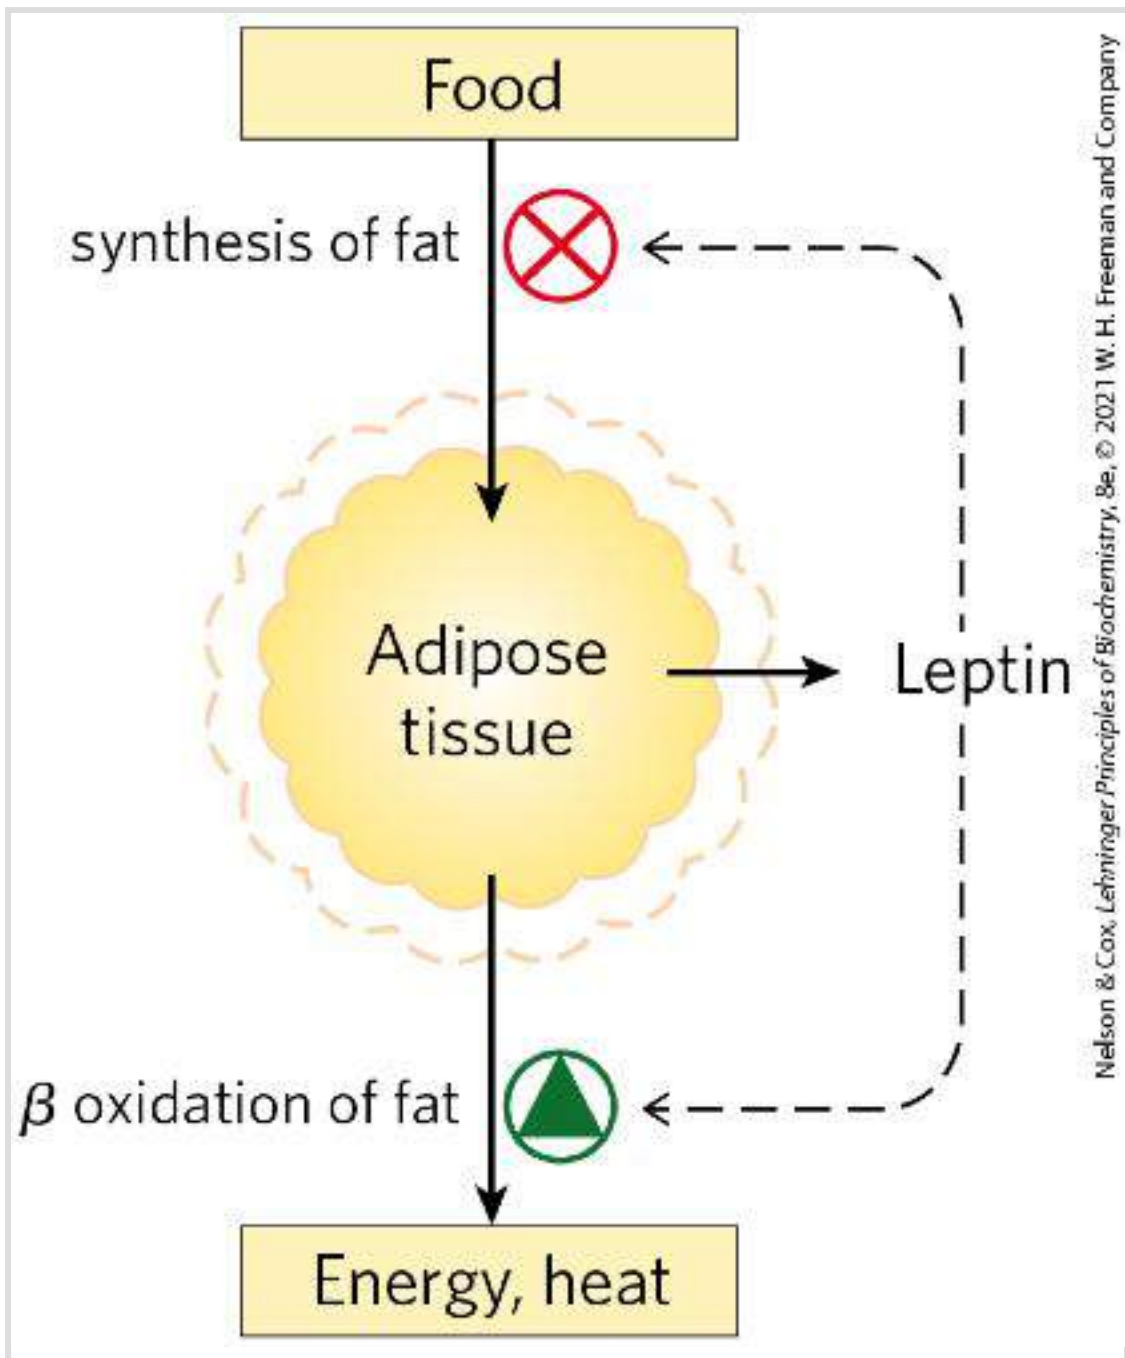 Food
synthesis of fat
Adipose
tissue
Leptin
β oxidation of fat
Energy, heat
Nelson & Cox, Lehninger Principles of Biochemistry, 8e, © 2021 W. H. Freeman and Company